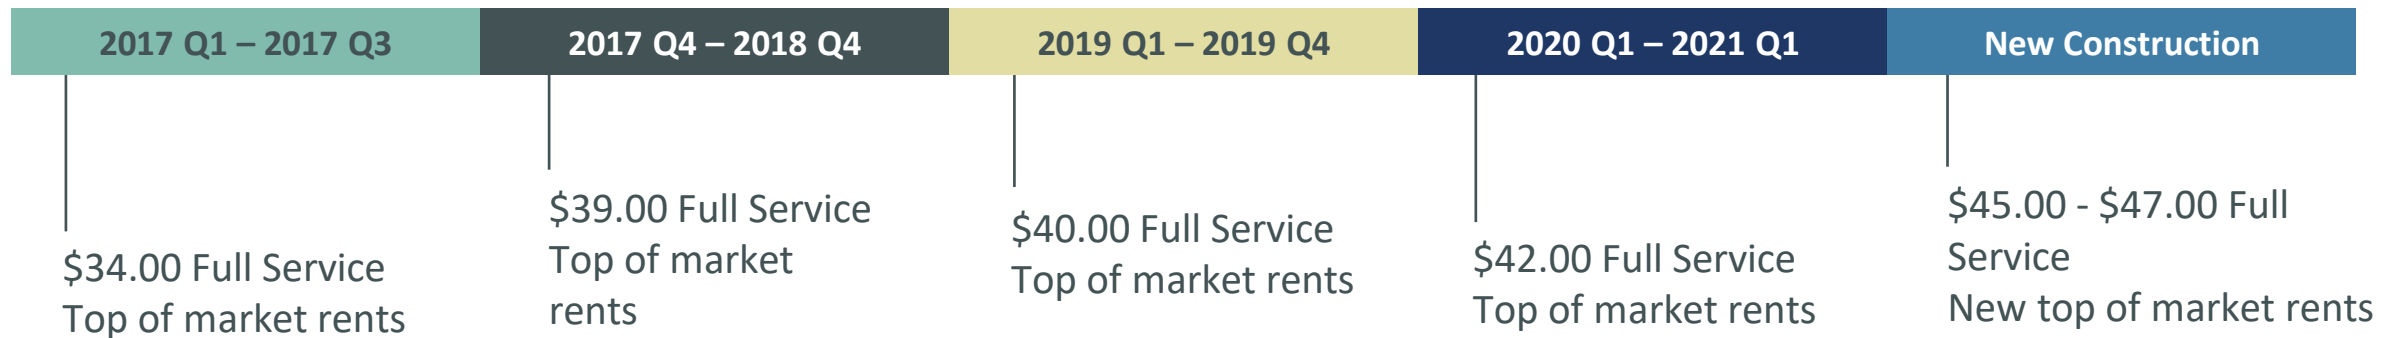 2017 Q1 – 2017 Q3
2017 Q4 – 2018 Q4
2019 Q1 – 2019 Q4
2020 Q1 – 2021 Q1
New Construction
$34.00 Full Service
Top of market rents
$39.00 Full Service
Top of market
rents
$40.00 Full Service
Top of market rents
$42.00 Full Service
Top of market rents
$45.00 - $47.00 Full
Service
New top of market rents